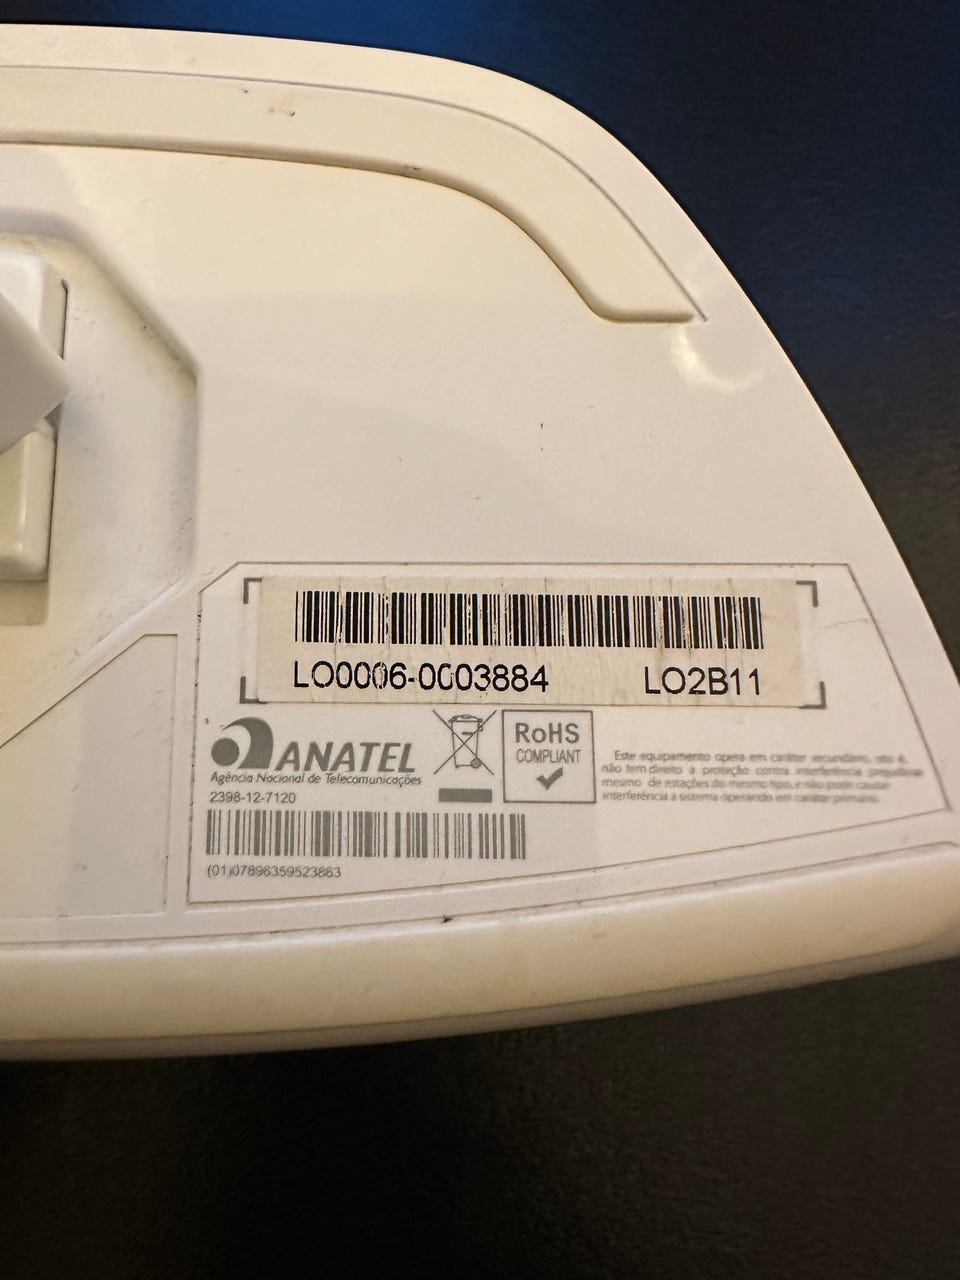 LO0006-0003884 LO2B11
ANATEL
Agência Nacional de Telecomunicações
2398-12-7120
(01)07896359523863
RoHS
COMPLIANT
Este equipamento opera em caráter secundário, isto é,
não tem direito a proteção contra interferência prejudicial,
mesmo de estações do mesmo tipo, e não pode causar
interferência a sistema operando em caráter primário.